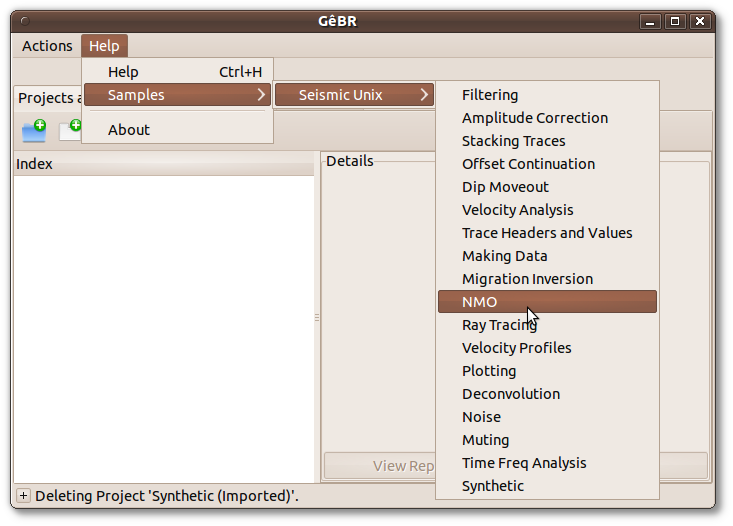 GêBR
Actions Help
Help Ctrl+H
Samples
About
Seismic Unix
Filtering
Amplitude Correction
Stacking Traces
Offset Continuation
Dip Moveout
Velocity Analysis
Trace Headers and Values
Making Data
Migration Inversion
NMO
Ray Tracing
Velocity Profiles
Plotting
Deconvolution
Noise
Muting
Time Freq Analysis
Synthetic
Projects a
Index
Details
View Rep
Deleting Project 'Synthetic (Imported)'.